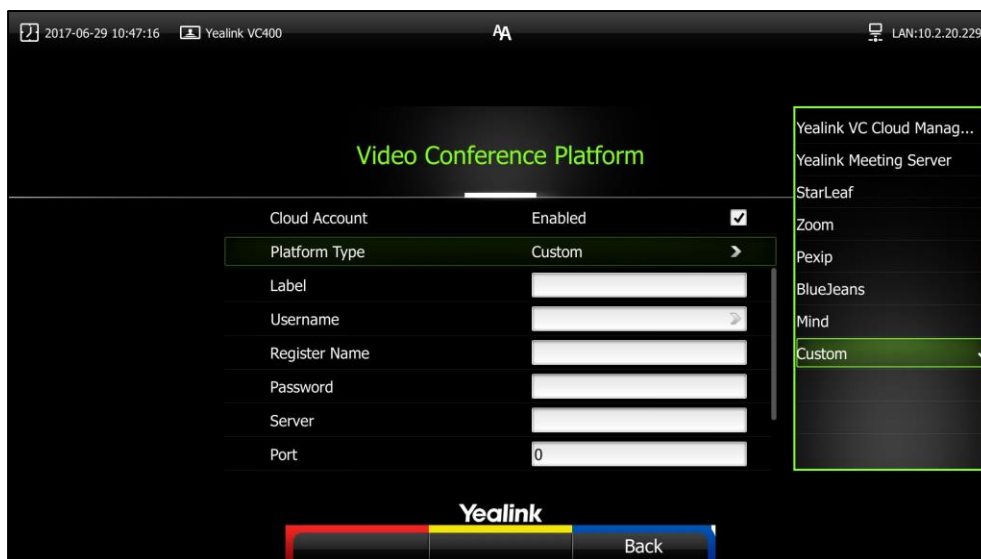 2017-06-29 10:47:16 Yealink VC400 AA LAN:10.2.20.229
Video Conference Platform
Cloud Account Enabled
Platform Type Custom
Label
Username
Register Name
Password
Server
Port 0
Yealink VC Cloud Manag...
Yealink Meeting Server
StarLeaf
Zoom
Pexip
BlueJeans
Mind
Custom
Yealink
Back